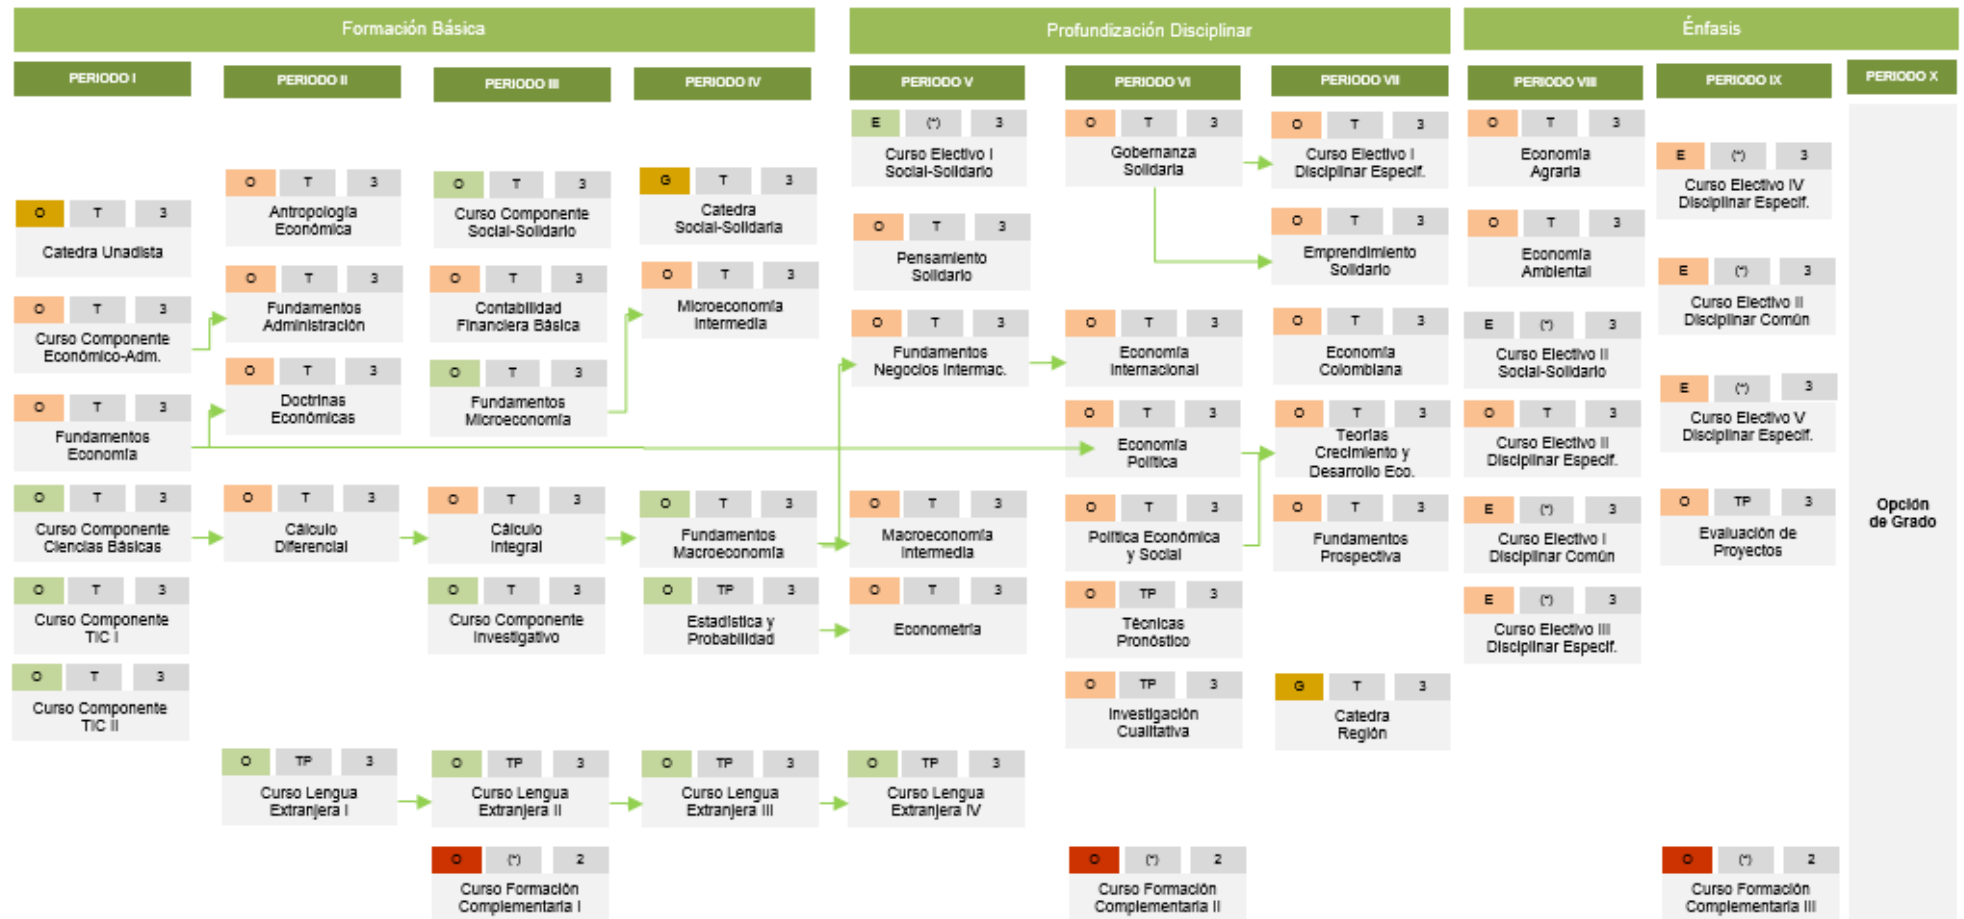 Formación Básica
Profundización Disciplinar
Énfasis
PERIODO I
PERIODO II
PERIODO III
PERIODO IV
PERIODO V
PERIODO VI
PERIODO VII
PERIODO VIII
PERIODO IX
PERIODO X
O T 3
Catedra Unadista
O T 3
Curso Componente
Económico-Adm.
O T 3
Fundamentos
Economía
O T 3
Curso Componente
Ciencias Básicas
O T 3
Curso Componente
TIC I
O T 3
Curso Componente
TIC II
O T 3
Antropología
Económica
O T 3
Fundamentos
Administración
O T 3
Doctrinas
Económicas
O T 3
Cálculo
Diferencial
O TP 3
Curso Lengua
Extranjera I
O T 3
Curso Componente
Social-Solidario
O T 3
Contabilidad
Financiera Básica
O T 3
Fundamentos
Microeconomía
O T 3
Cálculo
Integral
O T 3
Curso Componente
Investigativo
O TP 3
Curso Lengua
Extranjera II
O (*) 2
Curso Formación
Complementaria I
G T 3
Catedra
Social-Solidaria
O T 3
Microeconomía
Intermedia
O T 3
Fundamentos
Macroeconomía
O TP 3
Estadística y
Probabilidad
O TP 3
Curso Lengua
Extranjera III
E (*) 3
Curso Electivo I
Social-Solidario
O T 3
Pensamiento
Solidario
O T 3
Fundamentos
Negocios Intermac.
O T 3
Macroeconomía
Intermedia
O T 3
Econometría
O TP 3
Curso Lengua
Extranjera IV
O T 3
Gobernanza
Solidaria
O T 3
Economía
Internacional
O T 3
Economía
Política
O T 3
Política Económica
y Social
O TP 3
Técnicas
Pronóstico
O TP 3
Investigación
Cualitativa
O (*) 2
Curso Formación
Complementaria II
O T 3
Curso Electivo I
Disciplinar Especif.
O T 3
Emprendimiento
Solidario
O T 3
Economía
Colombiana
O T 3
Teorías
Crecimiento y
Desarrollo Eco.
O T 3
Fundamentos
Prospectiva
G T 3
Catedra
Región
O T 3
Economía
Agraria
O T 3
Economía
Ambiental
E (*) 3
Curso Electivo II
Social-Solidario
O T 3
Curso Electivo II
Disciplinar Especif.
E (*) 3
Curso Electivo I
Disciplinar Común
E (*) 3
Curso Electivo III
Disciplinar Especif.
E (*) 3
Curso Electivo IV
Disciplinar Especif.
E (*) 3
Curso Electivo II
Disciplinar Común
E (*) 3
Curso Electivo V
Disciplinar Especif.
O TP 3
Evaluación de
Proyectos
O (*) 2
Curso Formación
Complementaria III
Opción
de Grado